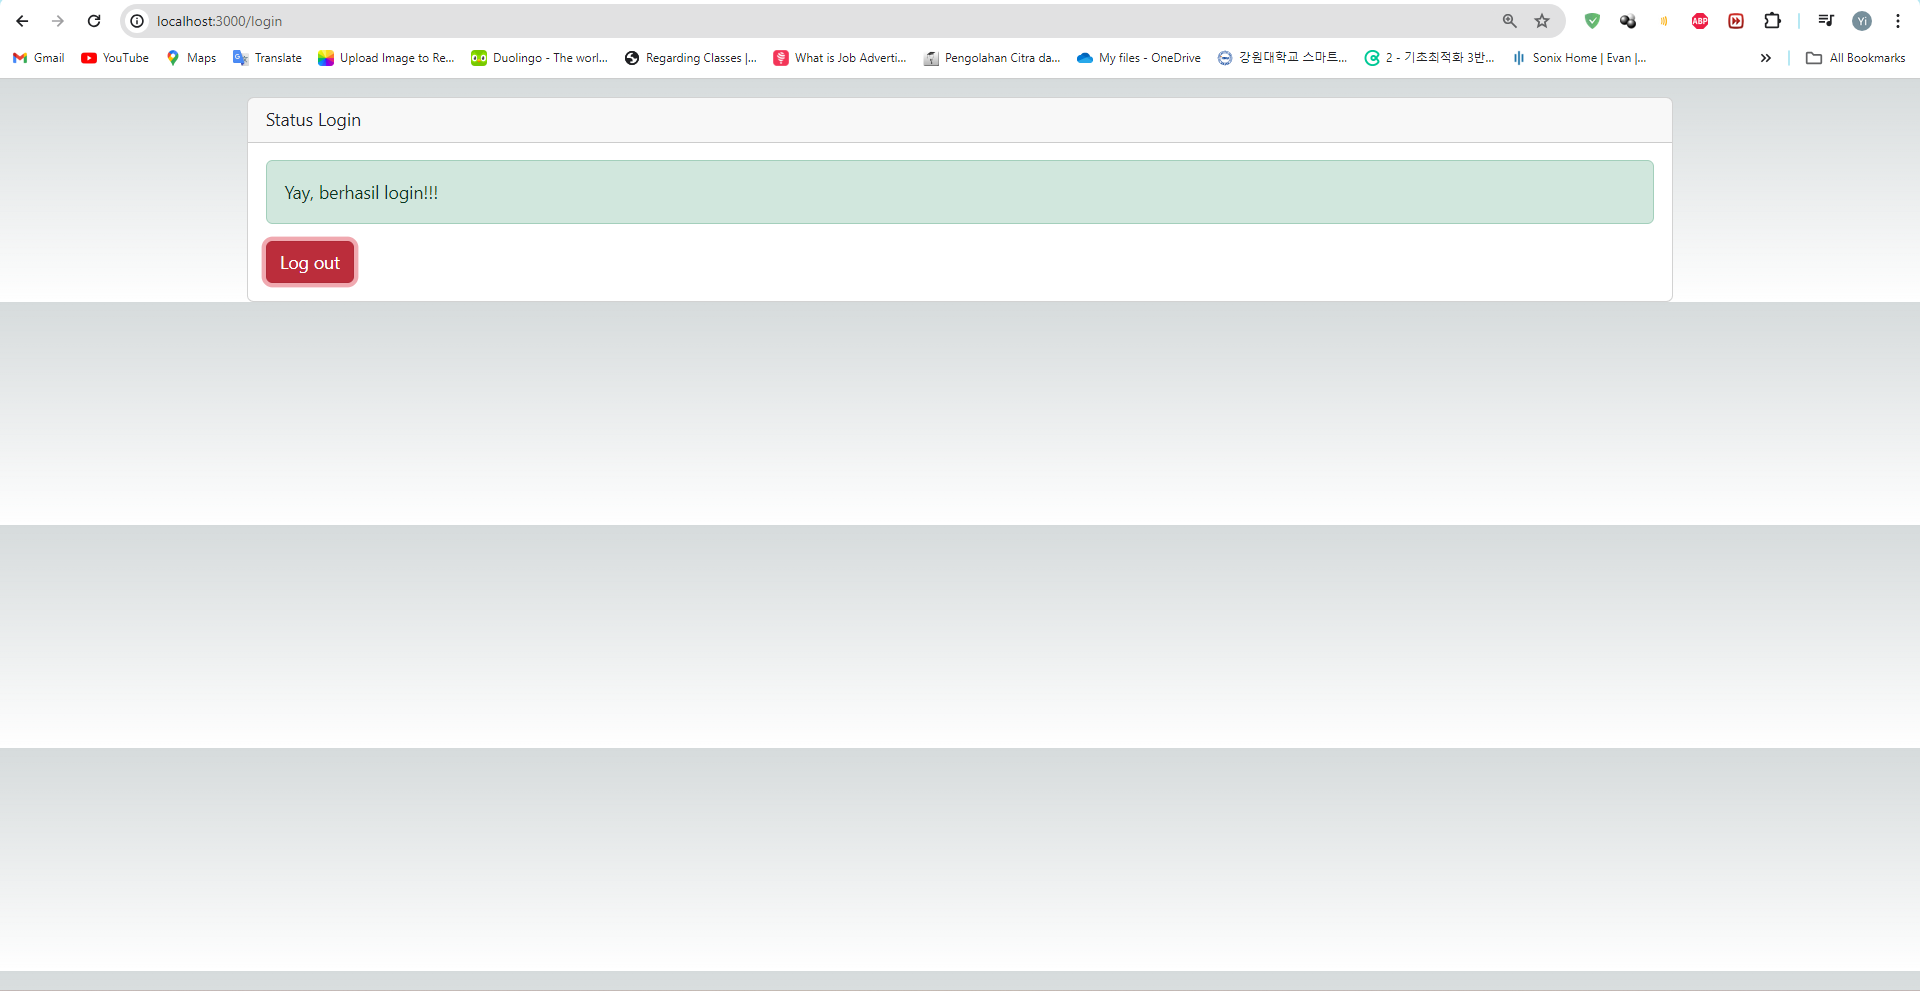 localhost:3000/login
ABP
Yi
Gmail
YouTube
Maps
Translate
Upload Image to Re...
Duolingo - The worl...
Regarding Classes |...
What is Job Adverti...
Pengolahan Citra da...
My files - OneDrive
강원대학교 스마트...
2 - 기초최적화 3반...
Sonix Home | Evan |...
All Bookmarks
Status Login
Yay, berhasil login!!!
Log out